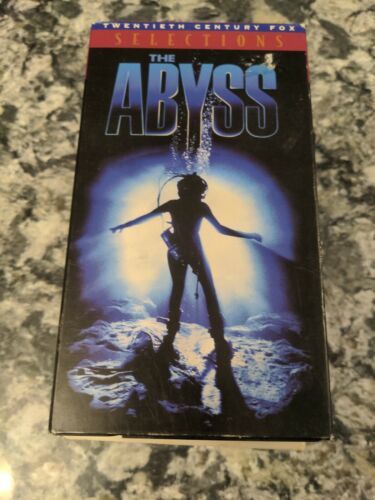 TWENTIETH CENTURY FOX
SELECTIONS
THE
ABYSS